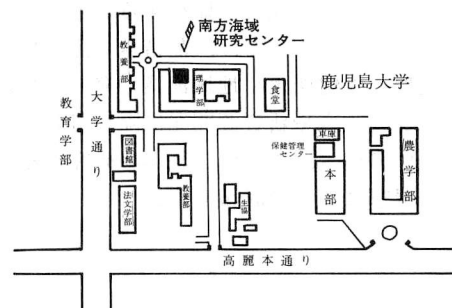 南方海域
研究センター
鹿児島大学
教養部
理学部
食堂
教育学部
大学通り
図書館
法文学部
教養部
生協
車庫
保健管理
センター
本部
農学部
高麗本通り